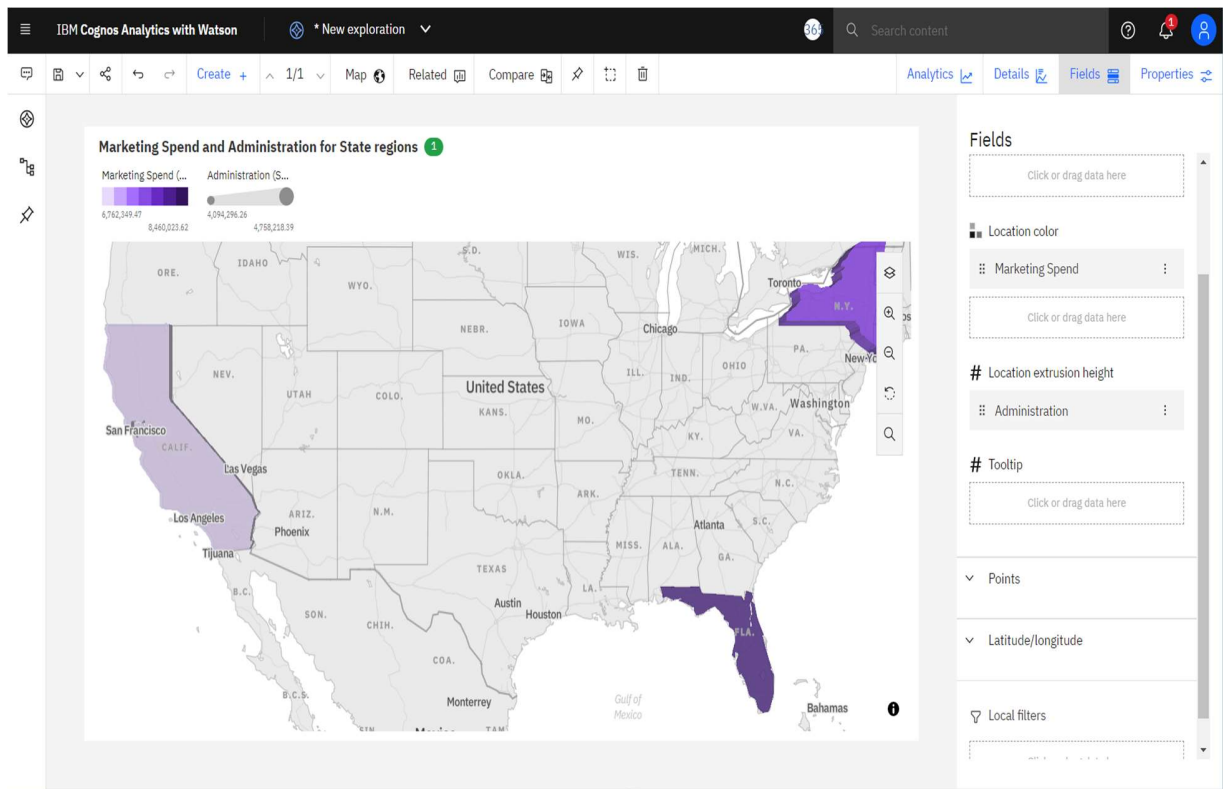 IBM Cognos Analytics with Watson
* New exploration
365
Search content
1
Create +
1/1
Map
Related
Compare
Analytics
Details
Fields
Properties
Marketing Spend and Administration for State regions 1
Marketing Spend (...
Administration (S...
6,762,349.47
8,460,023.62
4,094,296.26
4,758,218.39
ORE.
IDAHO
WYO.
S.D.
WIS.
MICH.
Toronto
N.Y.
NEBR.
IOWA
Chicago
PA.
New-Yo
NEV.
UTAH
COLO.
United States
KANS.
MO.
ILL.
IND.
OHIO
W.VA.
Washington
VA.
KY.
San Francisco
CALIF.
Las Vegas
OKLA.
TENN.
N.C.
Los Angeles
ARIZ.
Phoenix
N.M.
ARK.
Atlanta
S.C.
Tijuana
MISS.
ALA.
GA.
TEXAS
B.C.
SON.
CHIH.
Austin
Houston
LA.
FLA.
COA.
B.C.S.
Monterrey
Gulf of
Mexico
Bahamas
SIN
TAM
Fields
Click or drag data here
Location color
Marketing Spend
Click or drag data here
# Location extrusion height
Administration
# Tooltip
Click or drag data here
Points
Latitude/longitude
Local filters